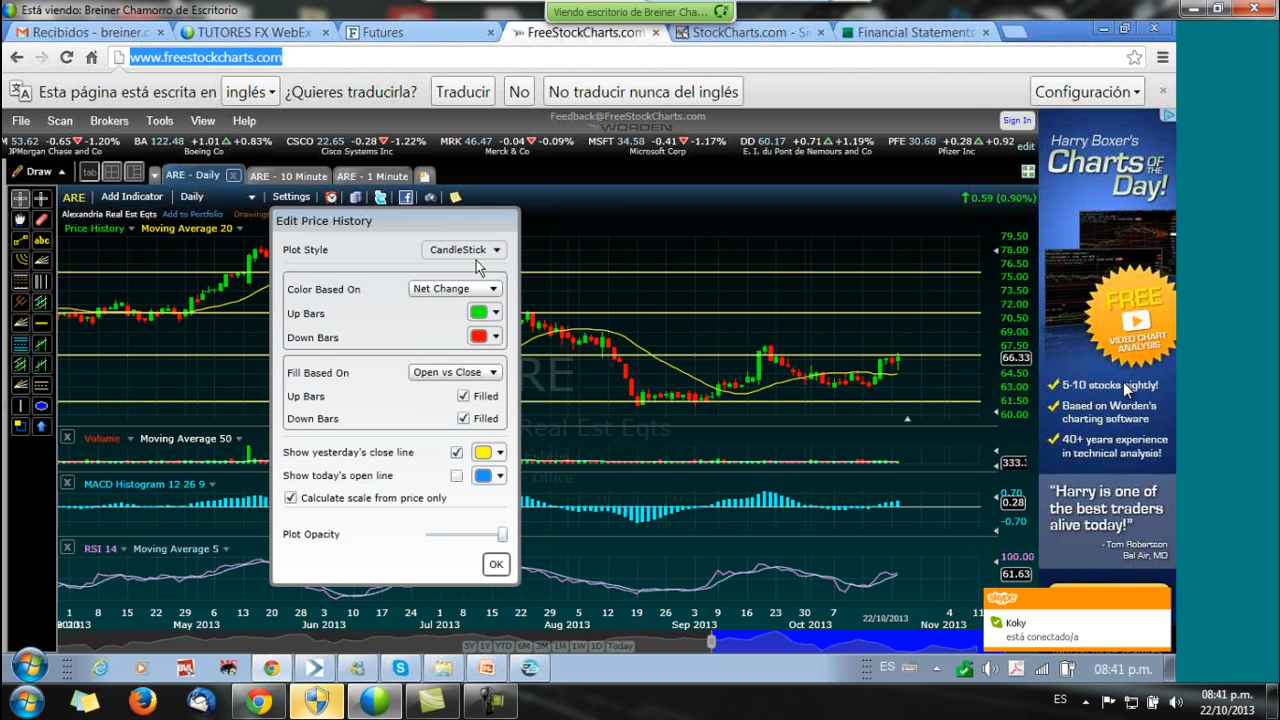 Está viendo: Breiner Chamorro de Escritorio
Viendo escritorio de Breiner Cha...
Recibidos - breiner.c
TUTORES FX WebEx
Futures
FreeStockCharts.com
StockCharts.com - Si
Financial Statements
www.freestockcharts.com
Esta página está escrita en inglés ¿Quieres traducirla? Traducir No No traducir nunca del inglés Configuración
File Scan Brokers Tools View Help
Feedback@FreeStockCharts.com
WORDEN
Sign In
M 53.62 -0.65 -1.19% BA 122.48 +1.01 +0.83% CSCO 22.65 -0.28 -1.22% MRK 46.47 -0.04 -0.09% MSFT 34.58 -0.41 -1.17% DD 60.17 +0.71 +1.19% PFE 30.68 +0.28 +0.92
JPMorgan Chase and Co Boeing Co Cisco Systems Inc Merck & Co Microsoft Corp E. I. Du Pont de Nemours and Co Pfizer Inc edit
Draw
ARE - Daily
ARE - 10 Minute
ARE - 1 Minute
ARE Add Indicator Daily Settings
0.59 (0.90%)
Alexandria Real Est Eqts Add to Portfolio Drawings
Price History Moving Average 20
Edit Price History
Plot Style CandleStick
Color Based On Net Change
Up Bars
Down Bars
Fill Based On Open vs Close
Up Bars Filled
Down Bars Filled
Show yesterday's close line
Show today's open line
Calculate scale from price only
Plot Opacity
OK
79.50
78.00
76.50
75.00
73.50
72.00
70.50
69.00
67.50
66.33
64.50
63.00
61.50
60.00
Volume Moving Average 50
333.
MACD Histogram 12 26 9
0.70
0.28
-0.70
RSI 14 Moving Average 5
100.00
61.63
1 8 15 22 29 6 13 20 3 10 17 24 1 8 15 22 29 5 12 19 26 3 9 16 23 30 7 4 11
May 2013 Jun 2013 Jul 2013 Aug 2013 Sep 2013 Oct 2013 22/10/2013 Nov 2013
5Y 1Y YTD 6M 3M 1M 1W 1D Today
abc
Harry Boxer's
Charts OF THE
Day!
FREE
VIDEO CHART
ANALYSIS
5-10 stocks nightly!
Based on Worden's
charting software
40+ years experience
in technical analysis!
"Harry is one of
the best traders
alive today!"
- Tom Robertson
Bel Air, MD
skype
Koky
está conectado/a
ES 08:41 p.m.
ES 08:41 p.m.
22/10/2013